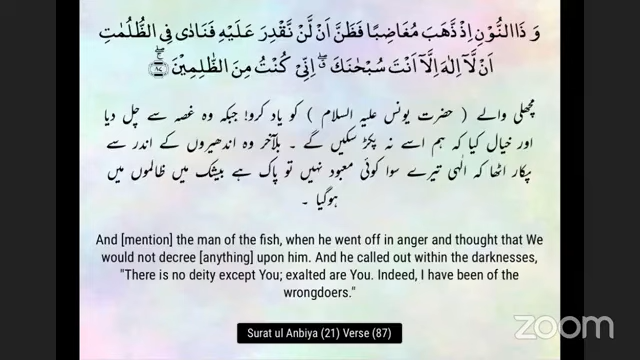 وَ ذَا النُّوْنِ اِذْ ذَّهَبَ مُغَاضِبًا فَظَنَّ اَنْ لَّنْ نَّقْدِرَ عَلَیْهِ فَنَادٰی فِی الظُّلُمٰتِ
اَنْ لَّاۤ اِلٰهَ اِلَّاۤ اَنْتَ سُبْحٰنَكَ ۖۗ اِنِّیْ كُنْتُ مِنَ الظّٰلِمِیْنَ ﴿۸۷﴾
مچھلی والے ( حضرت یونس علیہ السلام ) کو یاد کرو! جبکہ وہ غصہ سے چل دیا
اور خیال کیا کہ ہم اسے نہ پکڑ سکیں گے ۔ بالآخر وہ اندھیروں کے اندر سے
پکار اٹھا کہ الٰہی تیرے سوا کوئی معبود نہیں تو پاک ہے بیشک میں ظالموں میں
ہوگیا ۔
And [mention] the man of the fish, when he went off in anger and thought that We
would not decree [anything] upon him. And he called out within the darknesses,
"There is no deity except You; exalted are You. Indeed, I have been of the
wrongdoers."
Surat ul Anbiya (21) Verse (87)
zoom